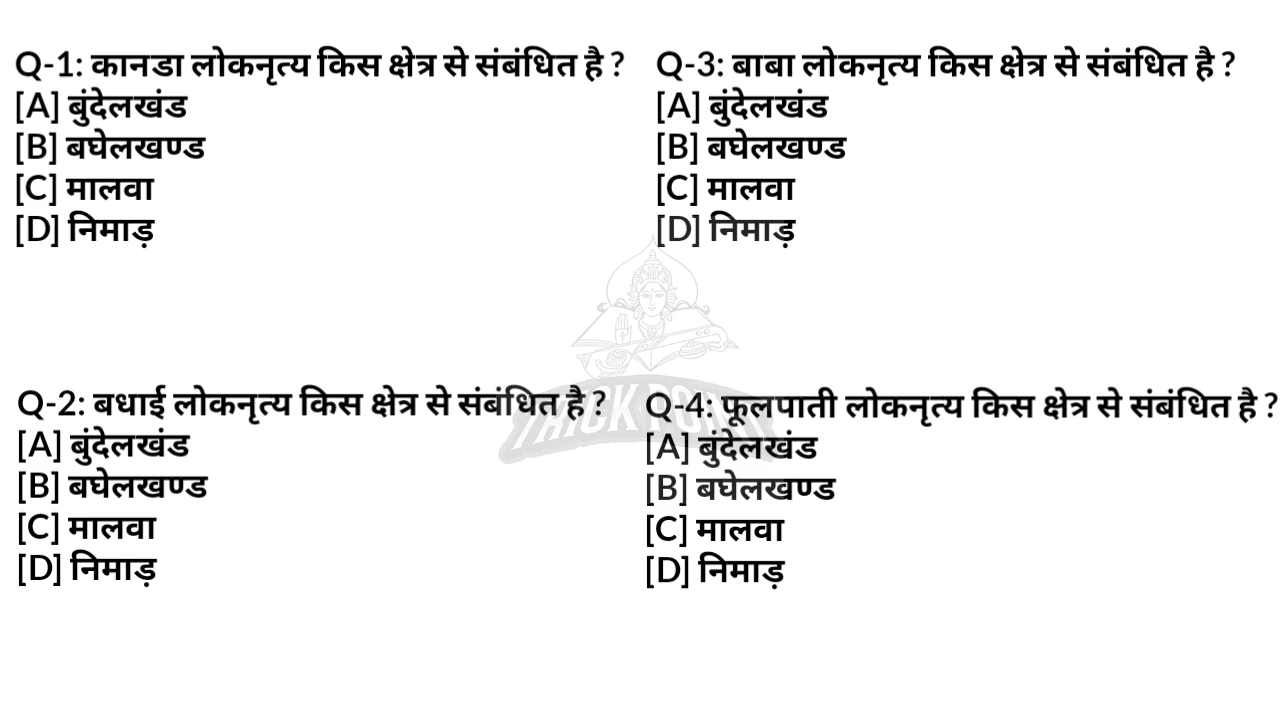 Q-1: कानडा लोकनृत्य किस क्षेत्र से संबंधित है ?
[A] बुंदेलखंड
[B] बघेलखण्ड
[C] मालवा
[D] निमाड़
Q-2: बधाई लोकनृत्य किस क्षेत्र से संबंधित है ?
[A] बुंदेलखंड
[B] बघेलखण्ड
[C] मालवा
[D] निमाड़
Q-3: बाबा लोकनृत्य किस क्षेत्र से संबंधित है ?
[A] बुंदेलखंड
[B] बघेलखण्ड
[C] मालवा
[D] निमाड़
Q-4: फूलपाती लोकनृत्य किस क्षेत्र से संबंधित है ?
[A] बुंदेलखंड
[B] बघेलखण्ड
[C] मालवा
[D] निमाड़